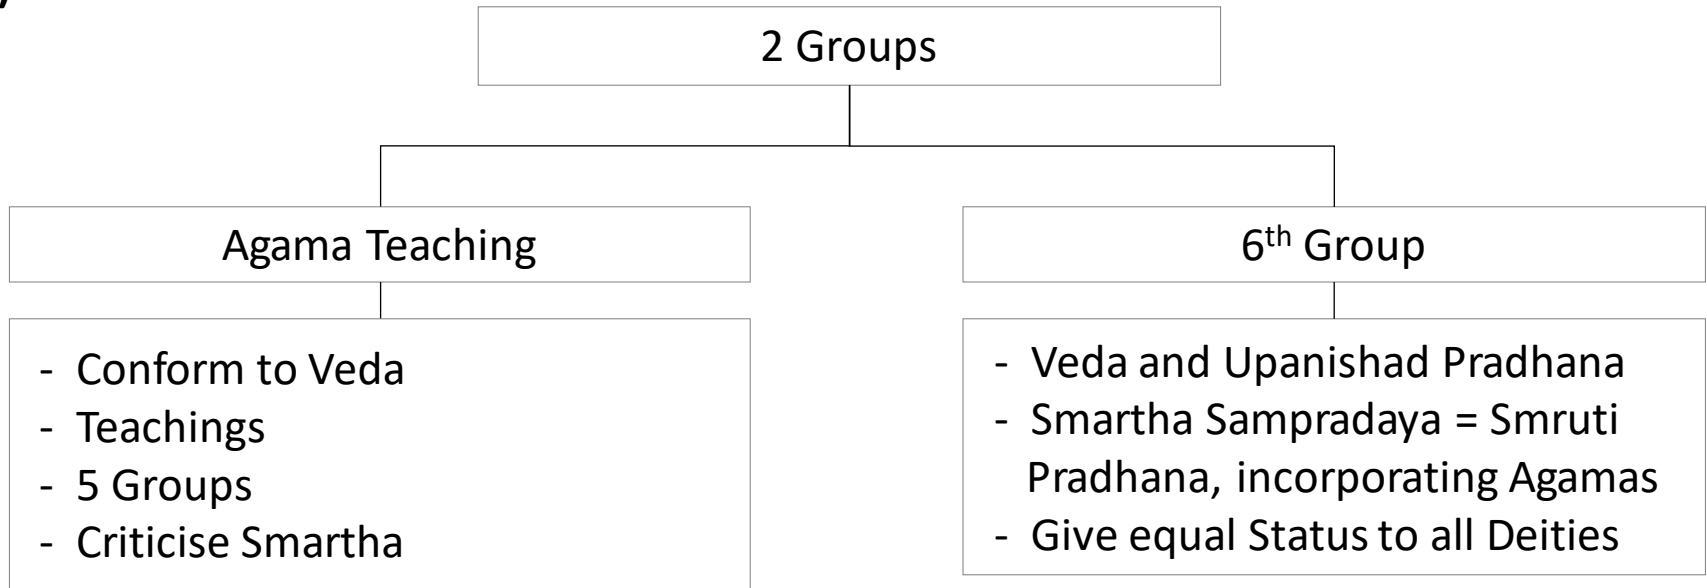 2 Groups
Agama Teaching
- Conform to Veda
- Teachings
- 5 Groups
- Criticise Smartha
6th Group
- Veda and Upanishad Pradhana
- Smartha Sampradaya = Smruti
Pradhana, incorporating Agamas
- Give equal Status to all Deities